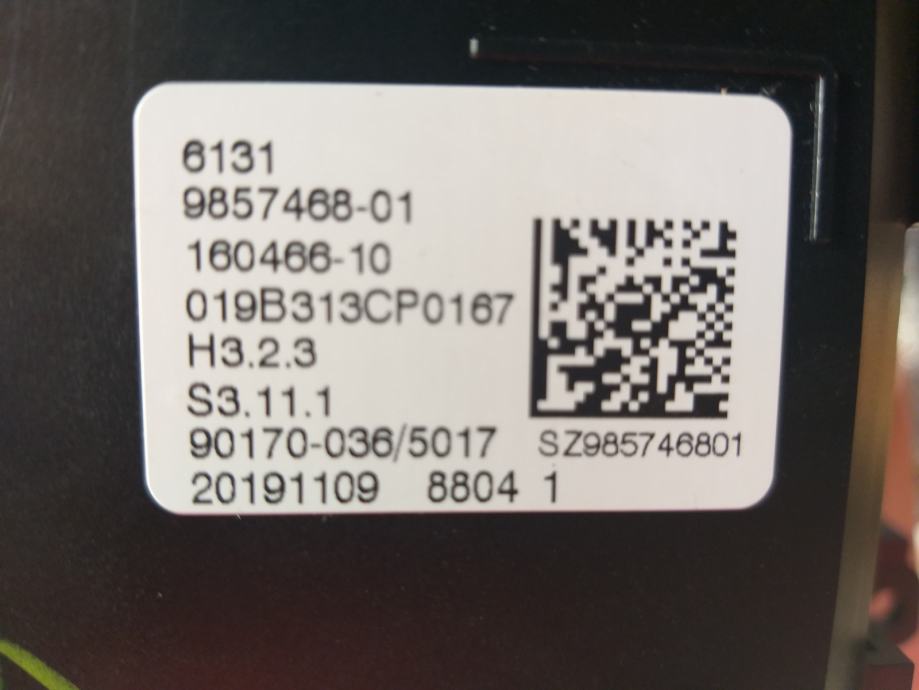 6131
9857468-01
160466-10
019B313CP0167
H3.2.3
S3.11.1
90170-036/5017
SZ985746801
20191109 8804 1